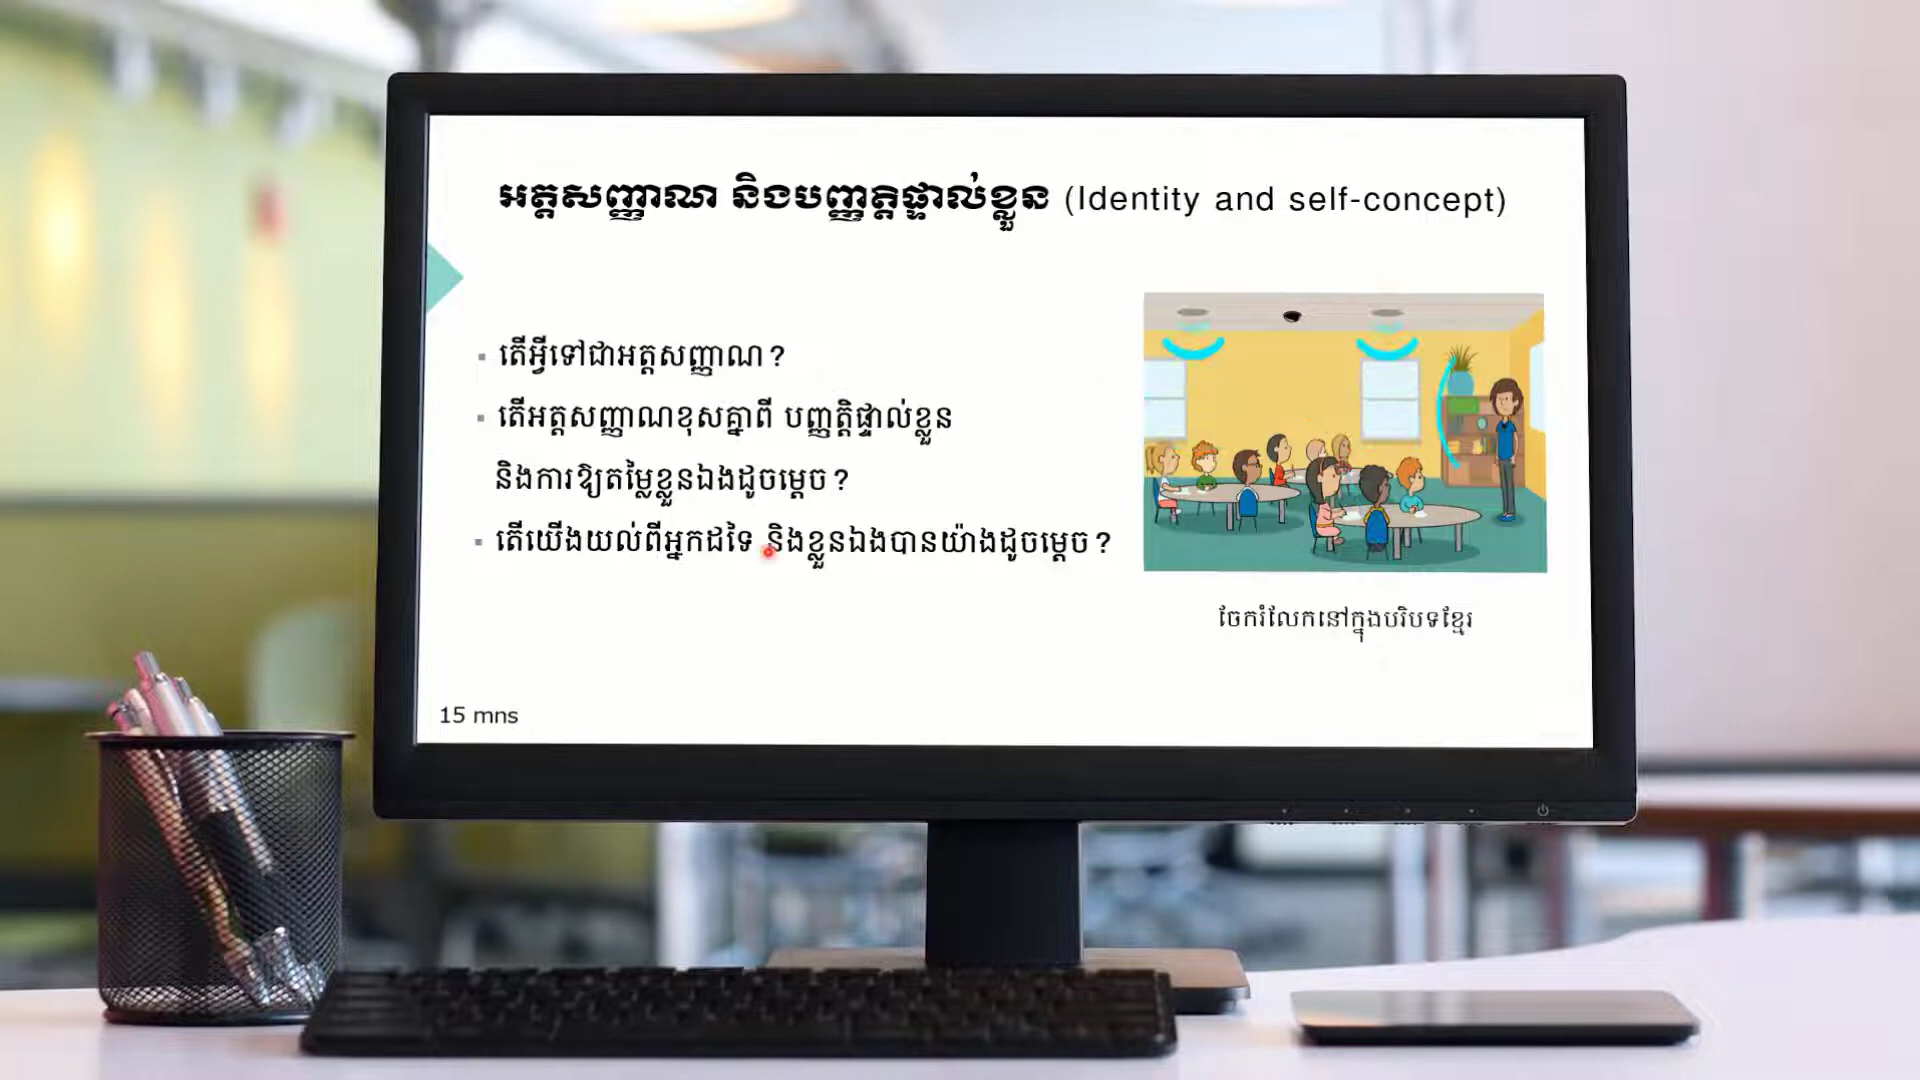 អត្តសញ្ញាណ និងបញ្ញត្តិផ្ទាល់ខ្លួន (Identity and self-concept)
▪ តើអ្វីទៅជាអត្តសញ្ញាណ?
▪ តើអត្តសញ្ញាណខុសគ្នាពី បញ្ញត្តិផ្ទាល់ខ្លួន
និងការឱ្យតម្លៃខ្លួនឯងដូចម្ដេច?
▪ តើយើងយល់ពីអ្នកដទៃ និងខ្លួនឯងបានយ៉ាងដូចម្ដេច?
ចែករំលែកនៅក្នុងបរិបទខ្មែរ
15 mns